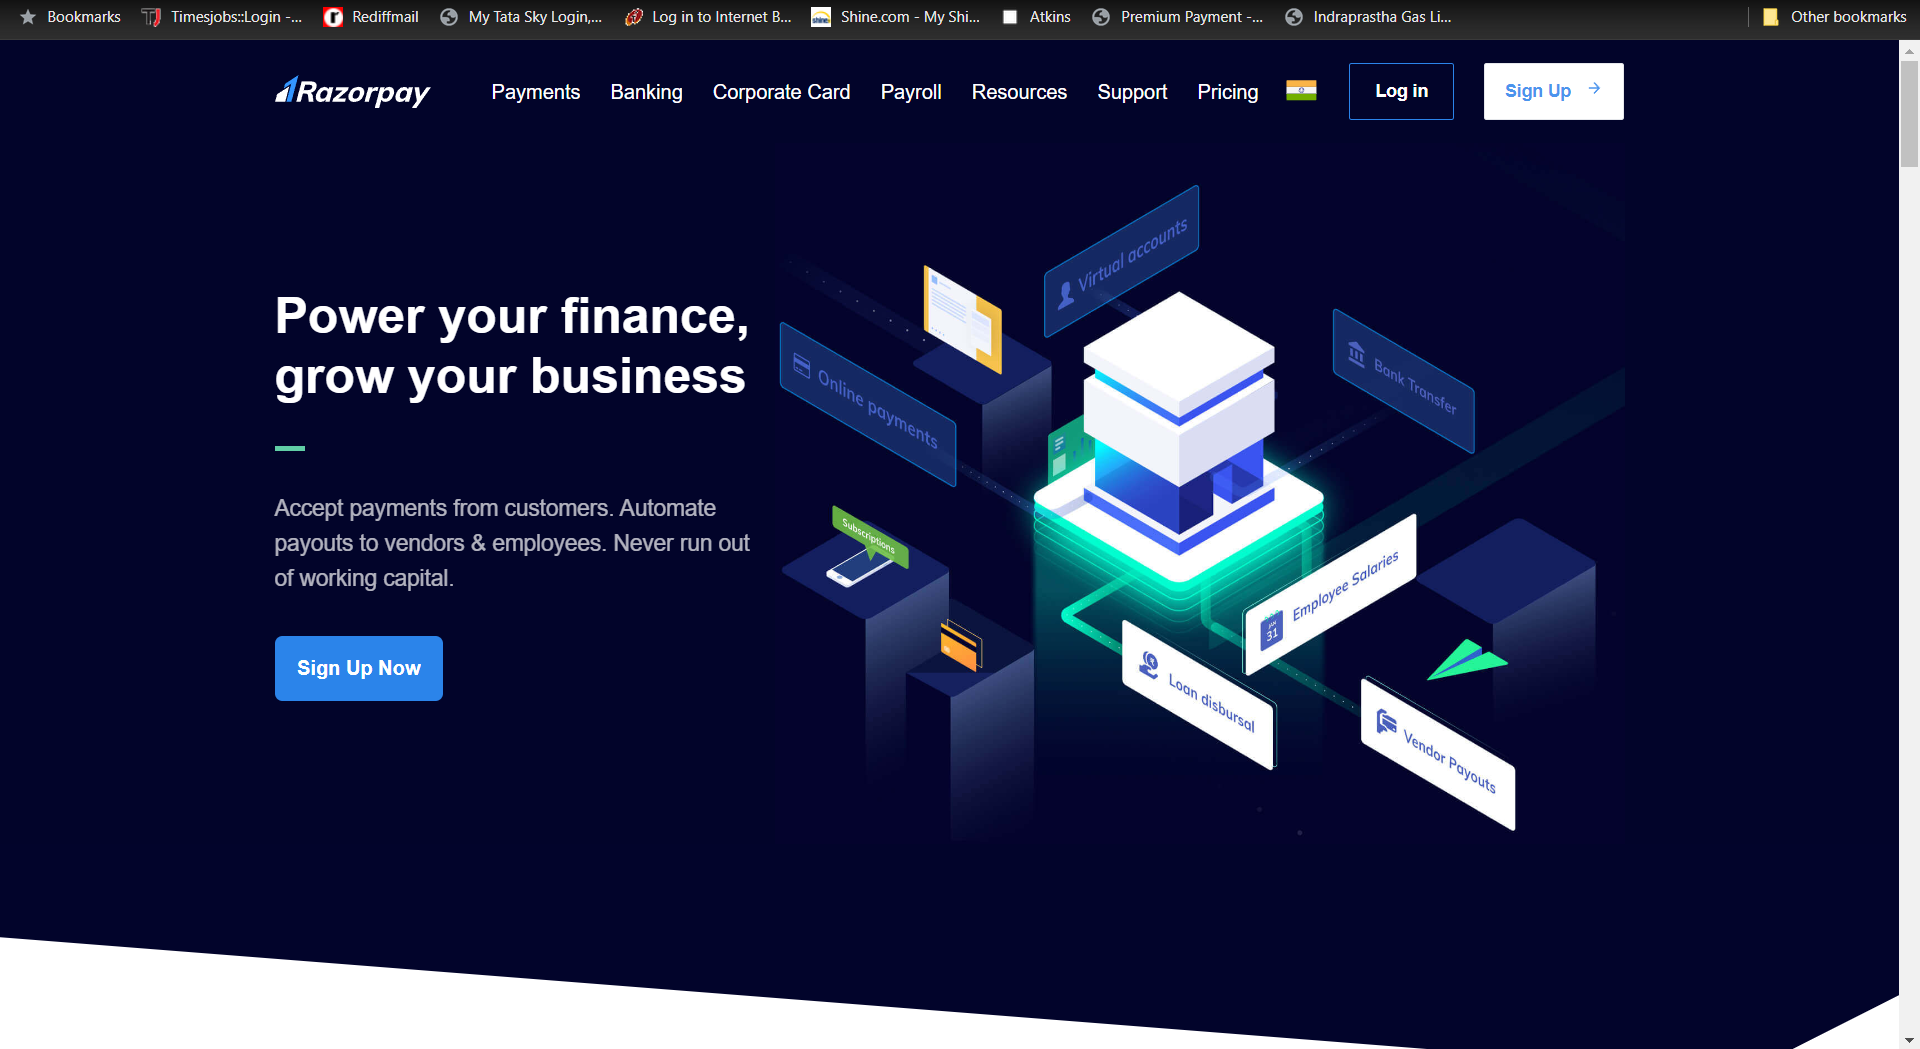 Bookmarks
Timesjobs::Login -...
Rediffmail
My Tata Sky Login,...
Log in to Internet B...
Shine.com - My Shi...
Atkins
Premium Payment -...
Indraprastha Gas Li...
Other bookmarks
Razorpay
Payments
Banking
Corporate Card
Payroll
Resources
Support
Pricing
Log in
Sign Up
Power your finance,
grow your business
Accept payments from customers. Automate
payouts to vendors & employees. Never run out
of working capital.
Sign Up Now
Virtual accounts
Online payments
Bank Transfer
Subscriptions
Employee Salaries
JAN
31
Loan disbursal
Vendor Payouts